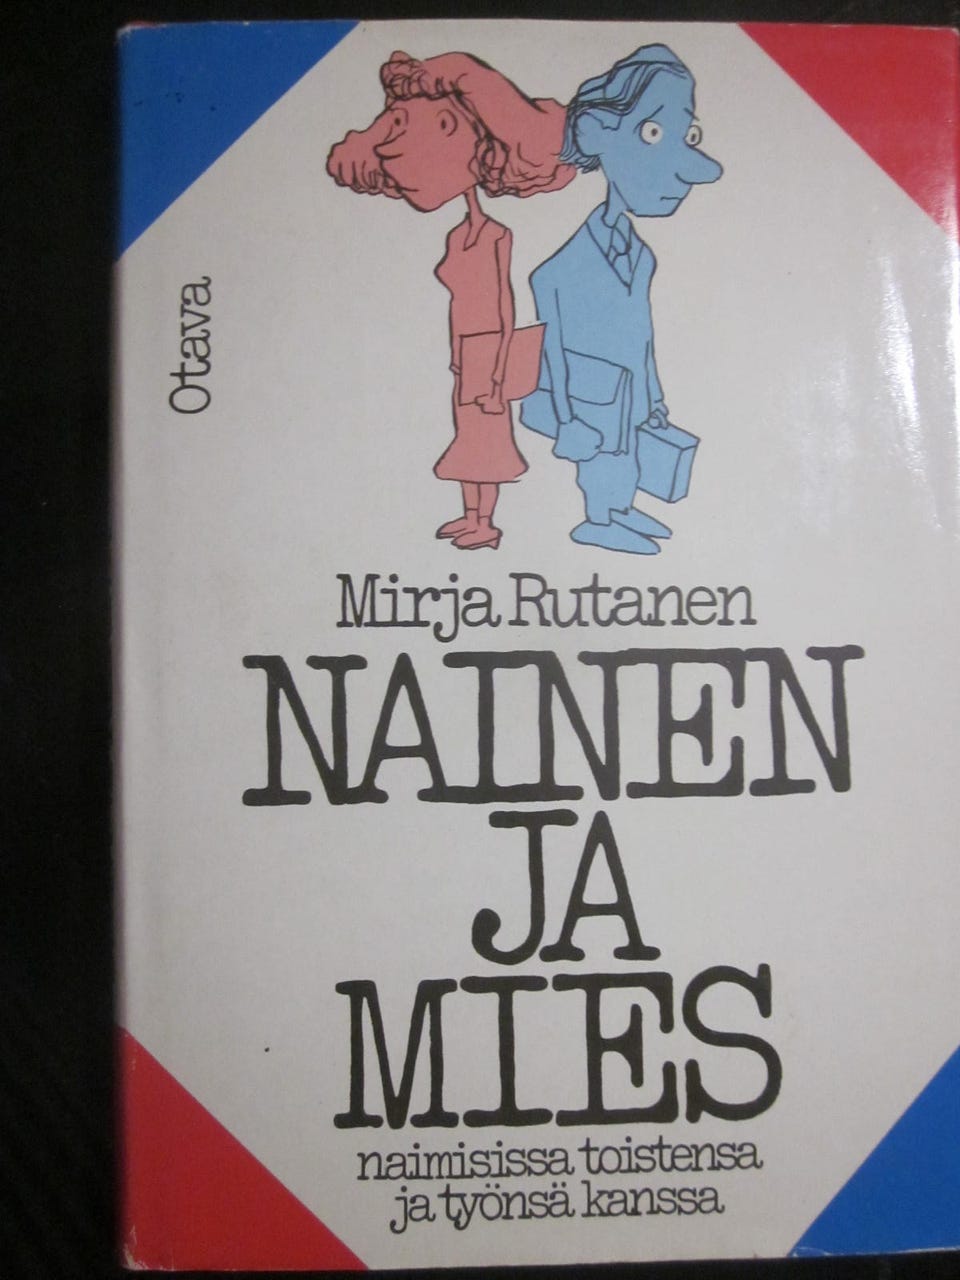 Otava
Mirja Rutanen
NAINEN
JA
MIES
naimisissa toistensa
ja työnsä kanssa